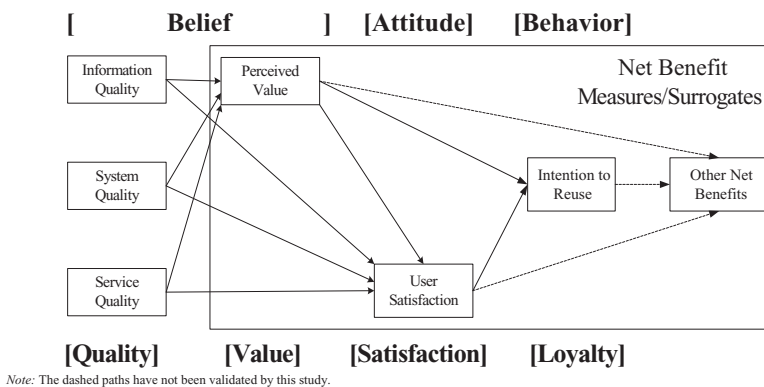 [ Belief ] [Attitude] [Behavior]
Information
Quality
Perceived
Value
Net Benefit
Measures/Surrogates
System
Quality
Intention to
Reuse
Other Net
Benefits
Service
Quality
User
Satisfaction
[Quality] [Value] [Satisfaction] [Loyalty]
Note: The dashed paths have not been validated by this study.